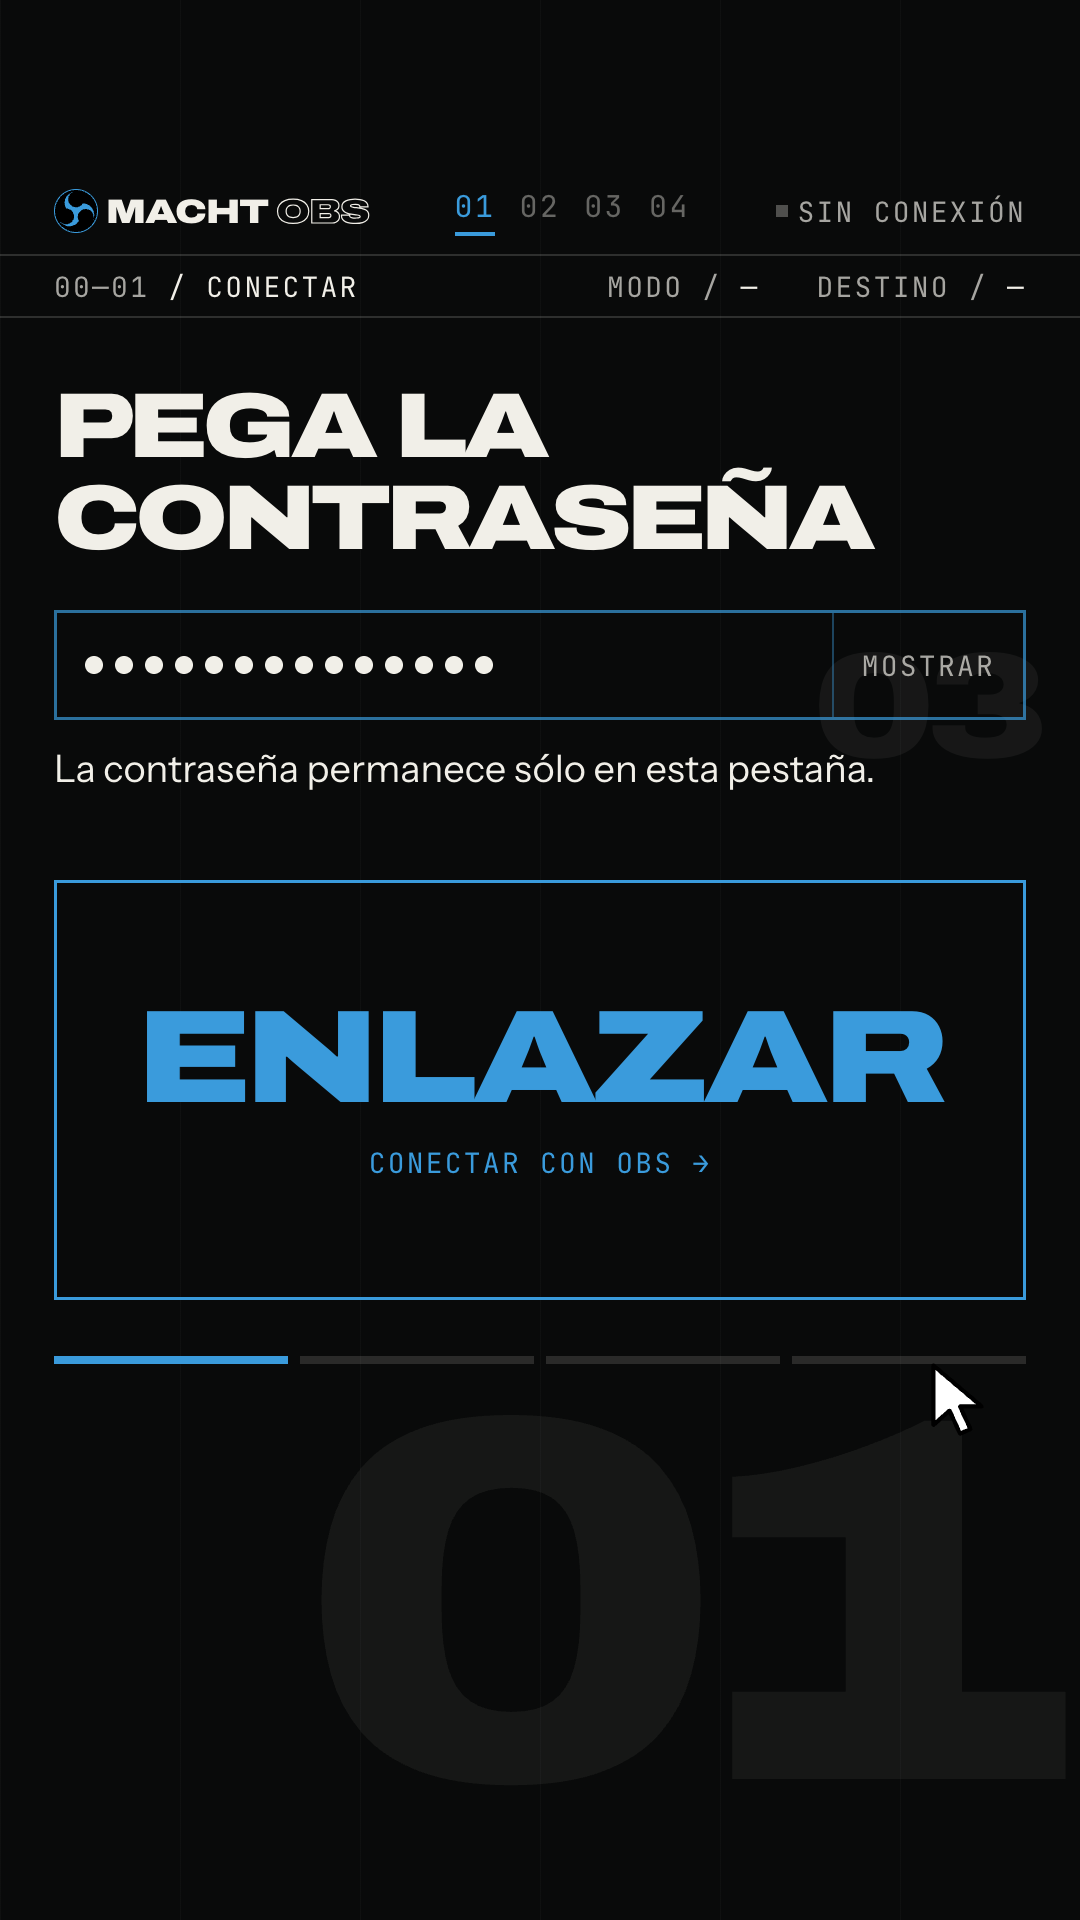 MACHT OBS
01 02 03 04
SIN CONEXIÓN
00—01 / CONECTAR
MODO / —
DESTINO / —
PEGA LA
CONTRASEÑA
MOSTRAR
03
La contraseña permanece sólo en esta pestaña.
ENLAZAR
CONECTAR CON OBS →
01